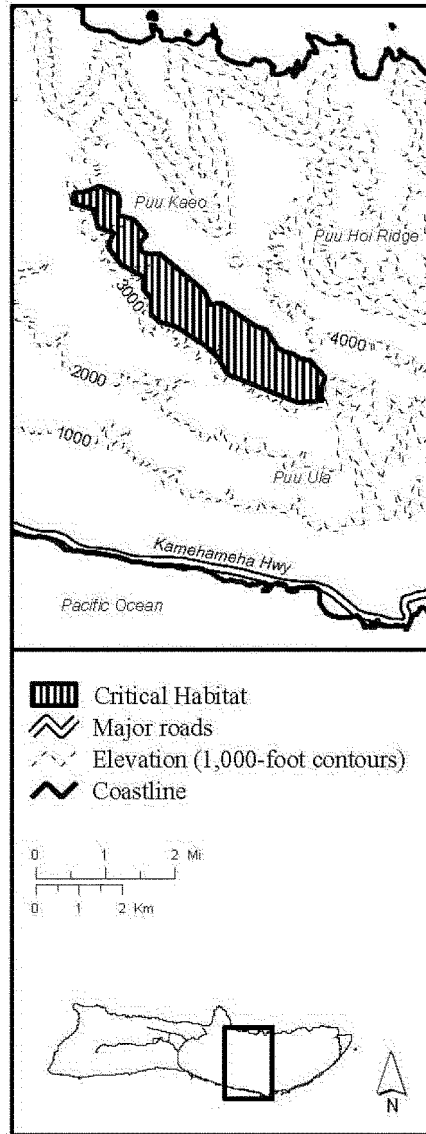 Puu Kaeo
Puu Hoi Ridge
3000
4000
2000
1000
Puu Ula
Kamehameha Hwy
Pacific Ocean
Critical Habitat
Major roads
Elevation (1,000-foot contours)
Coastline
0 1 2 Mi
0 1 2 Km
N